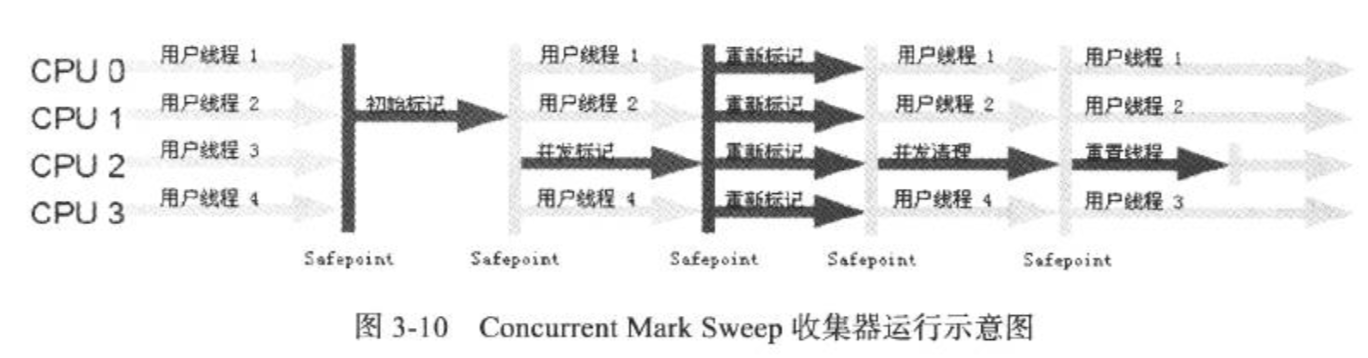 CPU 0 用户线程 1 用户线程 1 重新标记 用户线程 1 用户线程 1
CPU 1 用户线程 2 初始标记 用户线程 2 重新标记 用户线程 2 用户线程 2
CPU 2 用户线程 3 并发标记 重新标记 并发清理 重置线程
CPU 3 用户线程 4 用户线程 4 重新标记 用户线程 4 用户线程 3
Safepoint Safepoint Safepoint Safepoint Safepoint
图 3-10 Concurrent Mark Sweep 收集器运行示意图